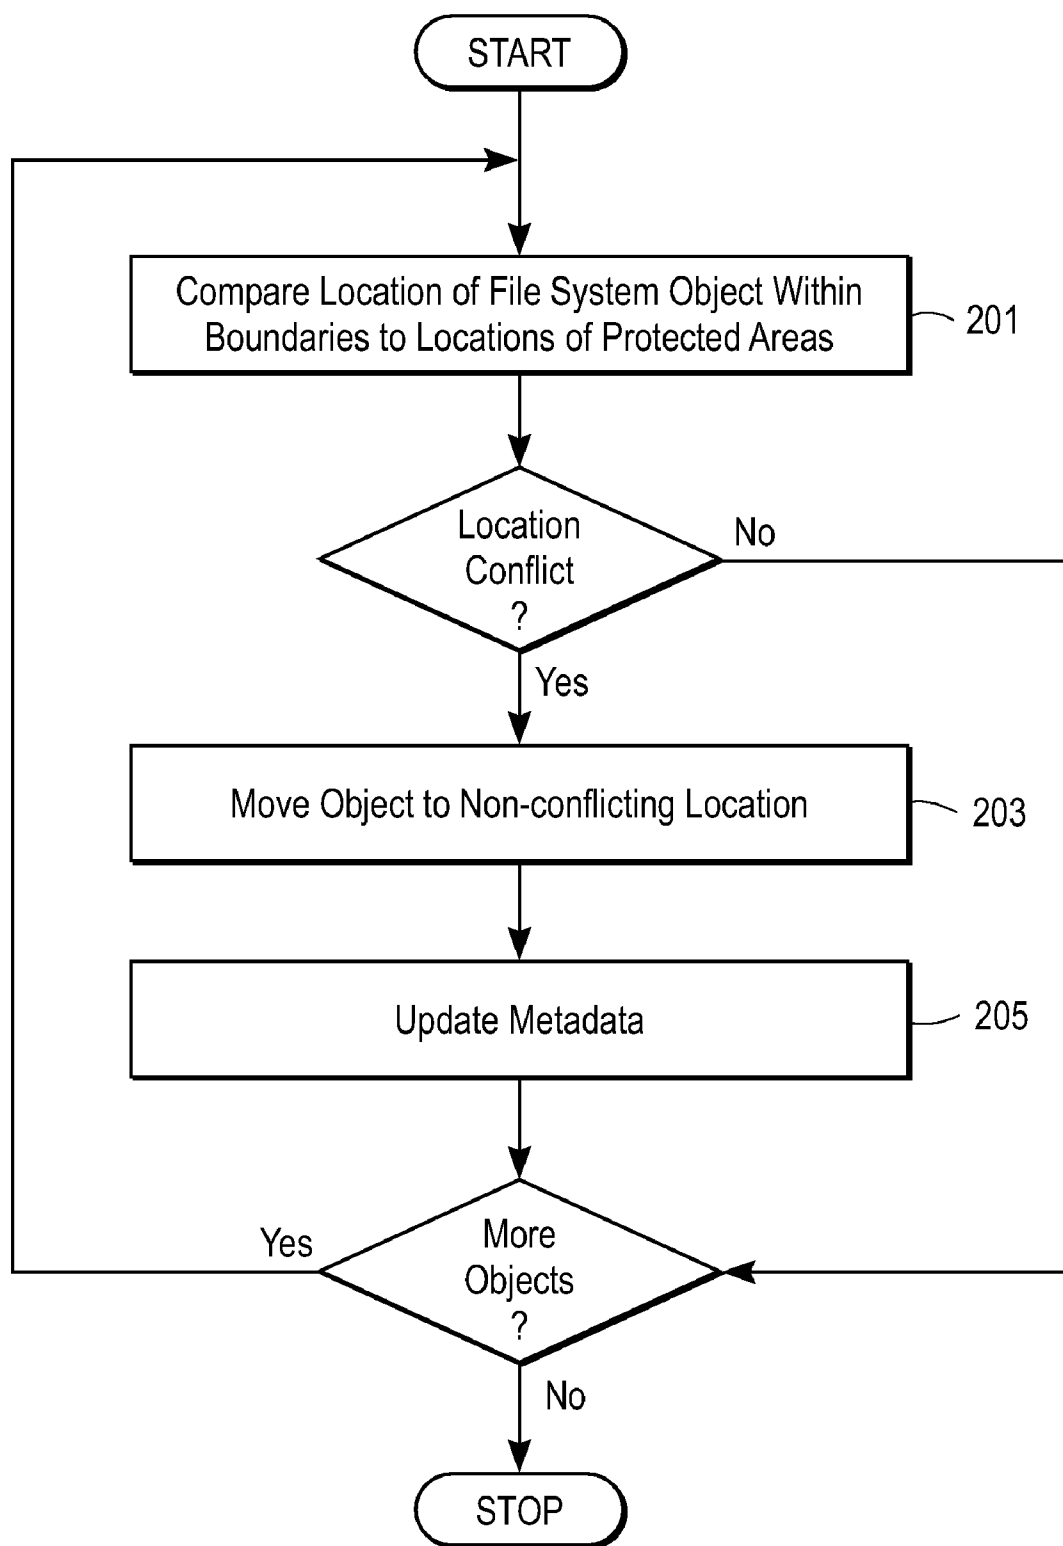 START
Compare Location of File System Object Within
Boundaries to Locations of Protected Areas
201
Location
Conflict
?
No
Yes
Move Object to Non-conflicting Location
203
Update Metadata
205
Yes
More
Objects
?
No
STOP